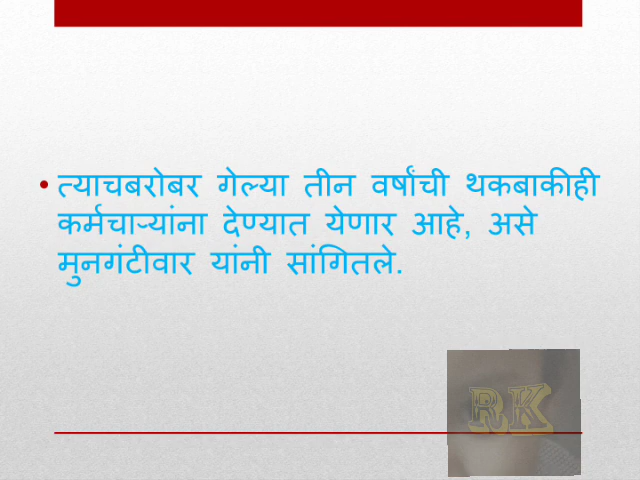 • त्याचबरोबर गेल्या तीन वर्षांची थकबाकीही
कर्मचाऱ्यांना देण्यात येणार आहे, असे
मुनगंटीवार यांनी सांगितले.
RK